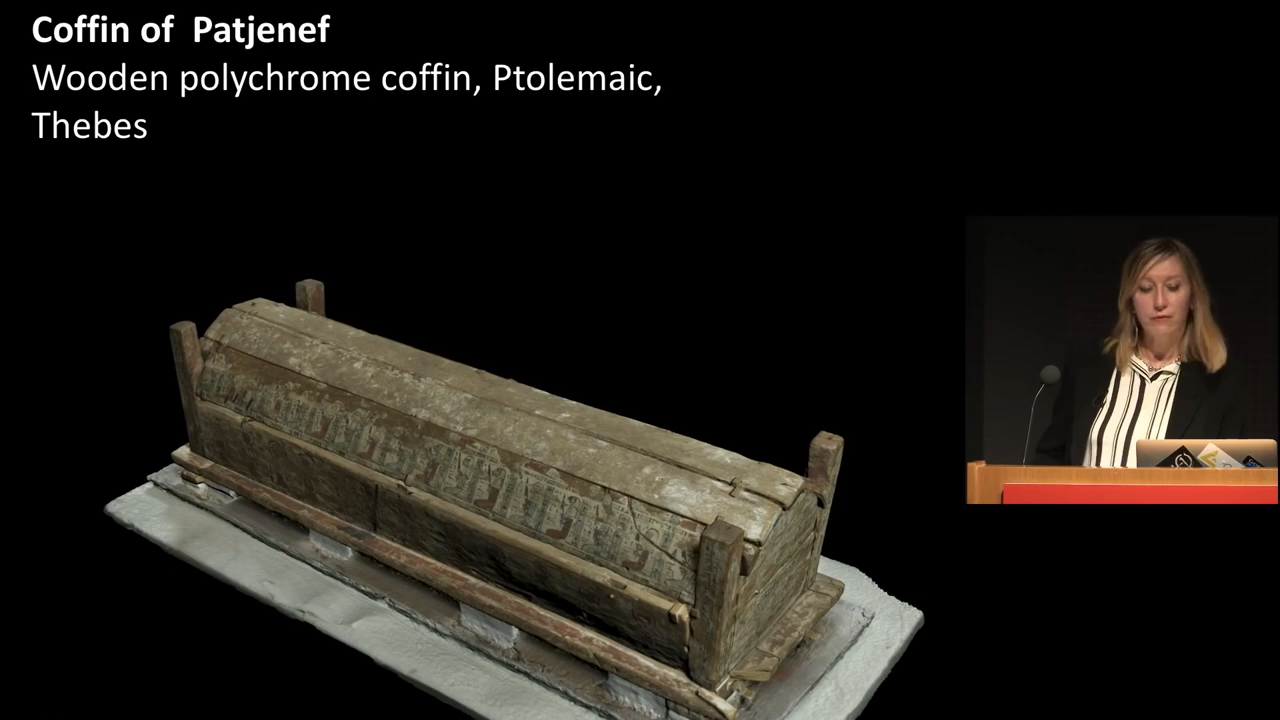 Coffin of Patjenef
Wooden polychrome coffin, Ptolemaic,
Thebes